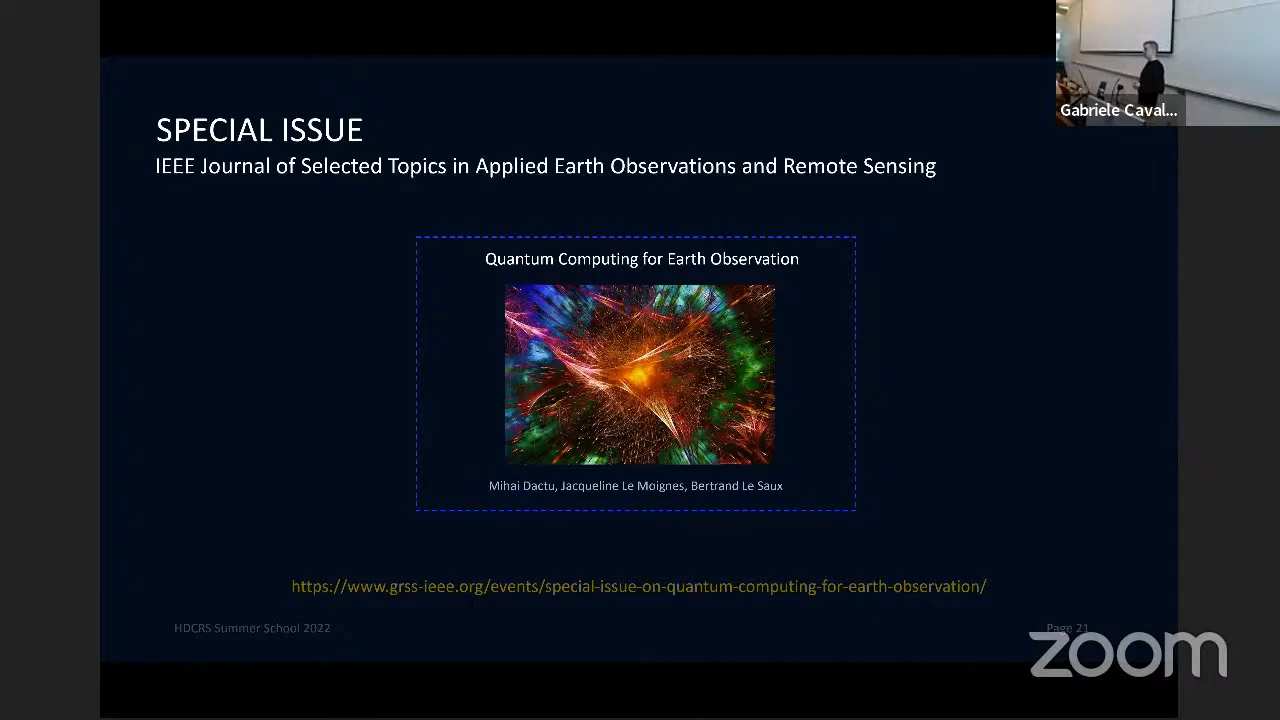 SPECIAL ISSUE
IEEE Journal of Selected Topics in Applied Earth Observations and Remote Sensing
Gabriele Caval...
Quantum Computing for Earth Observation
Mihai Dactu, Jacqueline Le Moignes, Bertrand Le Saux
https://www.grss-ieee.org/events/special-issue-on-quantum-computing-for-earth-observation/
HDCRS Summer School 2022
Page 21
zoom